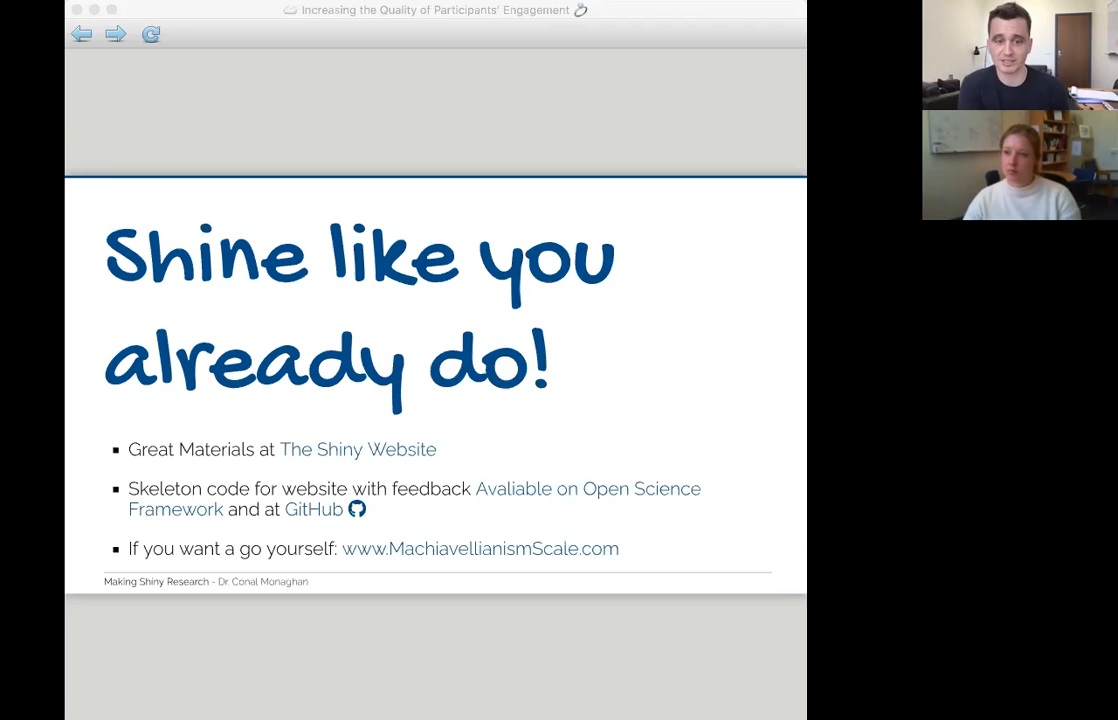 Increasing the Quality of Participants' Engagement
Shine like you
already do!
Great Materials at The Shiny Website
Skeleton code for website with feedback Avaliable on Open Science
Framework and at GitHub
If you want a go yourself: www.MachiavellianismScale.com
Making Shiny Research - Dr. Conal Monaghan